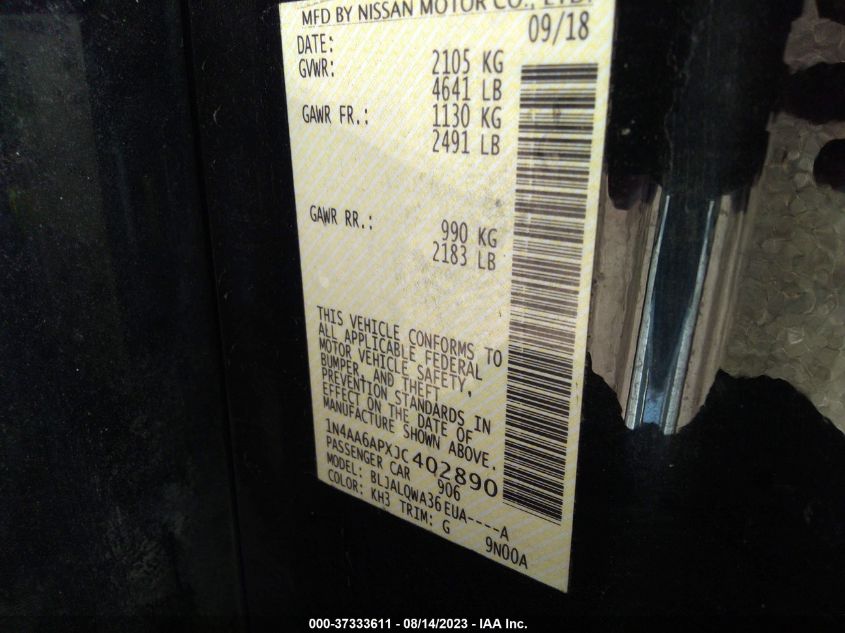 MFD BY NISSAN MOTOR CO., LTD.
DATE: 09/18
GVWR: 2105 KG
4641 LB
GAWR FR.: 1130 KG
2491 LB
GAWR RR.: 990 KG
2183 LB
THIS VEHICLE CONFORMS TO
ALL APPLICABLE FEDERAL
MOTOR VEHICLE SAFETY,
BUMPER, AND THEFT
PREVENTION STANDARDS IN
EFFECT ON THE DATE OF
MANUFACTURE SHOWN ABOVE.
1N4AA6APXJC402890
PASSENGER CAR 906
MODEL: BLJALQWA36EUA----A
COLOR: KH3 TRIM: G 9N00A
000-37333611 - 08/14/2023 - IAA Inc.